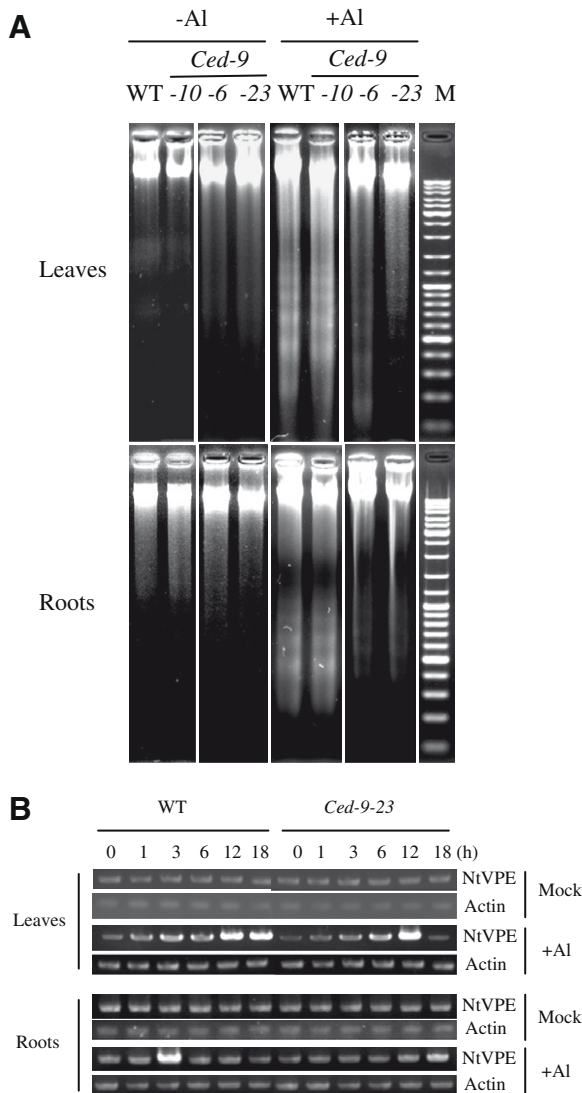 A
-Al +Al
Ced-9 Ced-9
WT -10 -6 -23 WT -10 -6 -23 M
Leaves
Roots
B
WT Ced-9-23
0 1 3 6 12 18 0 1 3 6 12 18 (h)
Leaves
NtVPE
Actin
Mock
NtVPE
Actin
+Al
Roots
NtVPE
Actin
Mock
NtVPE
Actin
+Al